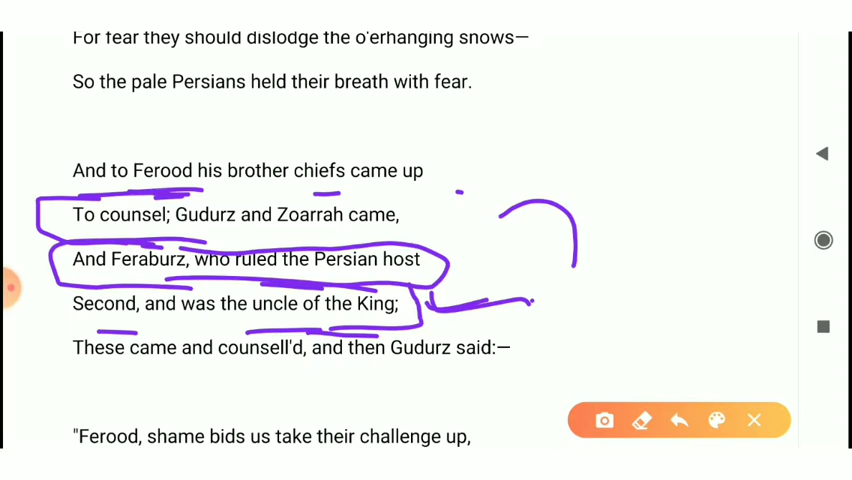 For fear they should dislodge the o'erhanging snows—
So the pale Persians held their breath with fear.
And to Ferood his brother chiefs came up
To counsel; Gudurz and Zoarrah came,
And Feraburz, who ruled the Persian host
Second, and was the uncle of the King;
These came and counsell'd, and then Gudurz said:—
"Ferood, shame bids us take their challenge up,